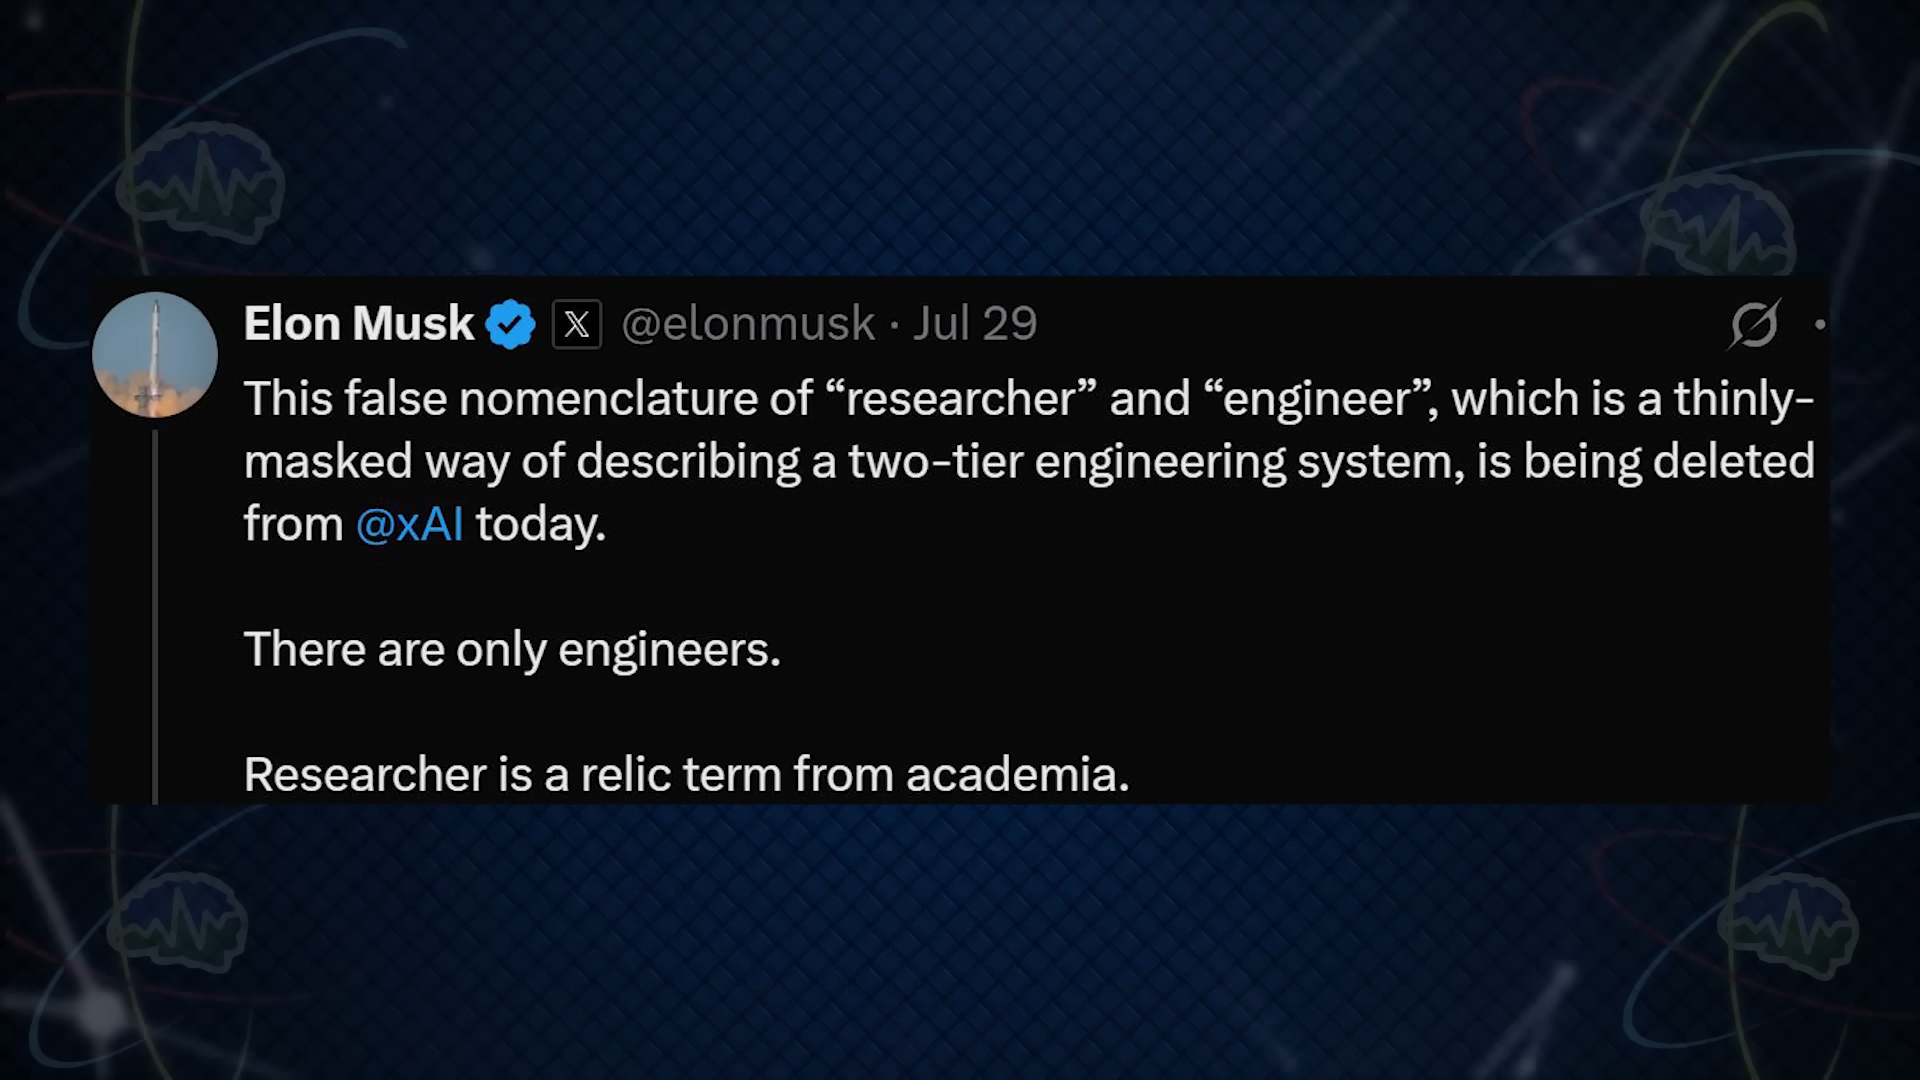 Elon Musk @elonmusk · Jul 29
This false nomenclature of “researcher” and “engineer”, which is a thinly-
masked way of describing a two-tier engineering system, is being deleted
from @xAI today.
There are only engineers.
Researcher is a relic term from academia.